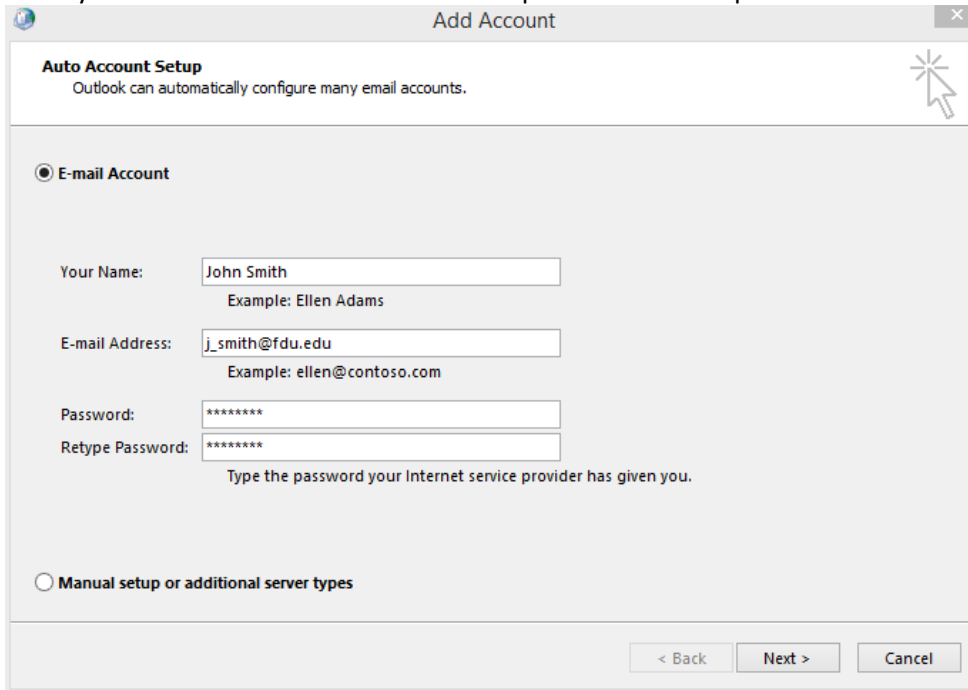 Add Account
Auto Account Setup
Outlook can automatically configure many email accounts.
E-mail Account
Your Name: John Smith
Example: Ellen Adams
E-mail Address: j_smith@fdu.edu
Example: ellen@contoso.com
Password: ********
Retype Password: ********
Type the password your Internet service provider has given you.
Manual setup or additional server types
< Back Next > Cancel